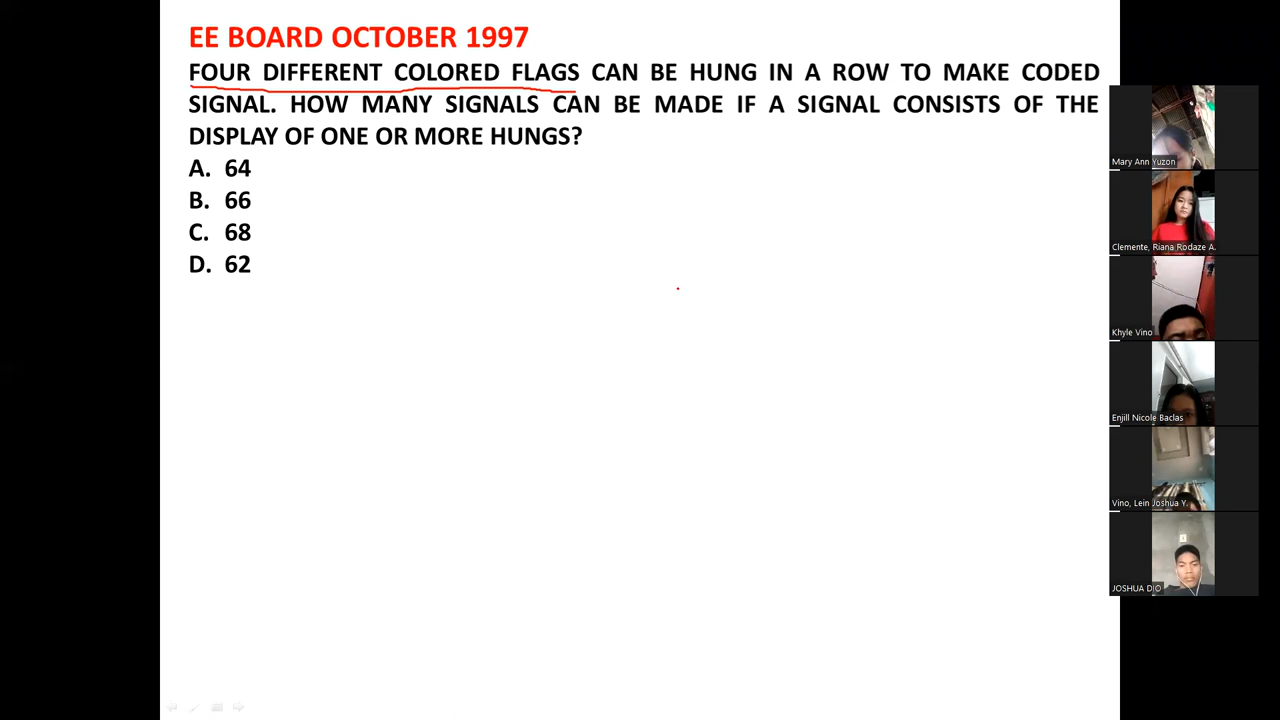 EE BOARD OCTOBER 1997
FOUR DIFFERENT COLORED FLAGS CAN BE HUNG IN A ROW TO MAKE CODED
SIGNAL. HOW MANY SIGNALS CAN BE MADE IF A SIGNAL CONSISTS OF THE
DISPLAY OF ONE OR MORE HUNGS?
A. 64
B. 66
C. 68
D. 62
Mary Ann Yuzon
Clemente, Riana Rodaze A.
Khyle Vino
Enjill Nicole Baclas
Vino, Lein Joshua Y.
JOSHUA DIO